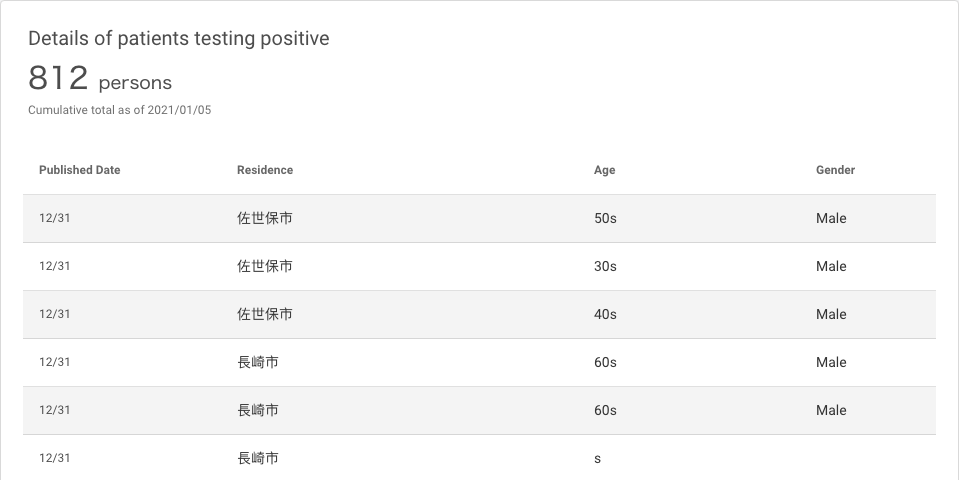 Details of patients testing positive
812 persons
Cumulative total as of 2021/01/05
Published Date Residence Age Gender
12/31 佐世保市 50s Male
12/31 佐世保市 30s Male
12/31 佐世保市 40s Male
12/31 長崎市 60s Male
12/31 長崎市 60s Male
12/31 長崎市 s